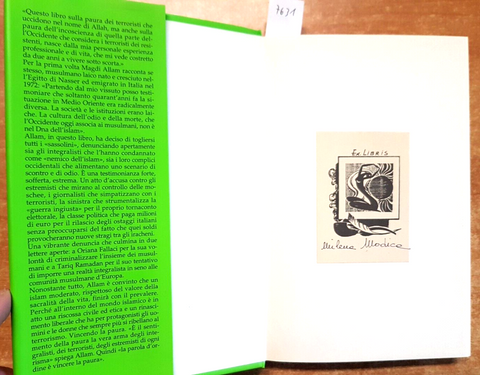 «Questo libro sulla paura dei terroristi che
uccidono nel nome di Allah, ma anche sulla
paura dell'incoscienza di quella parte del-
l'Occidente che considera i terroristi dei resi-
stenti, nasce dalla mia personale esperienza
professionale e di vita, che mi vede costretto
da due anni a vivere sotto scorta.»
Per la prima volta Magdi Allam racconta se
stesso, musulmano laico nato e cresciuto nel-
l'Egitto di Nasser ed emigrato in Italia nel
1972: «Partendo dal mio vissuto posso testi-
moniare che soltanto quarant'anni fa la si-
tuazione in Medio Oriente era radicalmente
diversa. La società e le istituzioni erano lai-
che. La cultura dell'odio e della morte, che
l'Occidente oggi associa ai musulmani, non è
nel Dna dell'islam».
Allam, in questo libro, ha deciso di togliersi
tutti i «sassolini», denunciando apertamente
sia gli integralisti che l'hanno condannato
come «nemico dell'islam», sia i loro complici
occidentali che alimentano uno scenario di
scontro e di odio. È una testimonianza forte,
sofferta, estrema. Un atto d'accusa contro gli
estremisti che mirano al controllo delle mo-
schee, i giornalisti che simpatizzano con i
terroristi, la sinistra che strumentalizza la
"guerra ingiusta" per il proprio tornaconto
elettorale, la classe politica che paga milioni
di euro per il rilascio degli ostaggi italiani
senza preoccuparsi del fatto che quei soldi
provocheranno nuove stragi tra gli iracheni.
Una vibrante denuncia che culmina in due
lettere aperte: a Oriana Fallaci per la sua vo-
lontà di criminalizzare l'insieme dei musul-
mani e a Tariq Ramadan per il suo tentativo
di imporre una realtà integralista in seno alle
comunità musulmane d'Europa.
Nonostante tutto, Allam è convinto che un
islam moderato, rispettoso del valore della
sacralità della vita, finirà con il prevalere.
Perché all'interno del mondo islamico è in
atto una riscossa civile ed etica e un rinasci-
mento liberale che ha per protagonisti gli uo-
mini e le donne che sempre più si ribellano al
terrorismo. Vincendo la paura. «È il senti-
mento della paura la vera arma degli inte-
gralisti, dei terroristi, degli estremisti di ogni
risma» spiega Allam. Quindi «la parola d'or-
dine è vincere la paura».
7631
Ex LIBRIS
Milena Modica